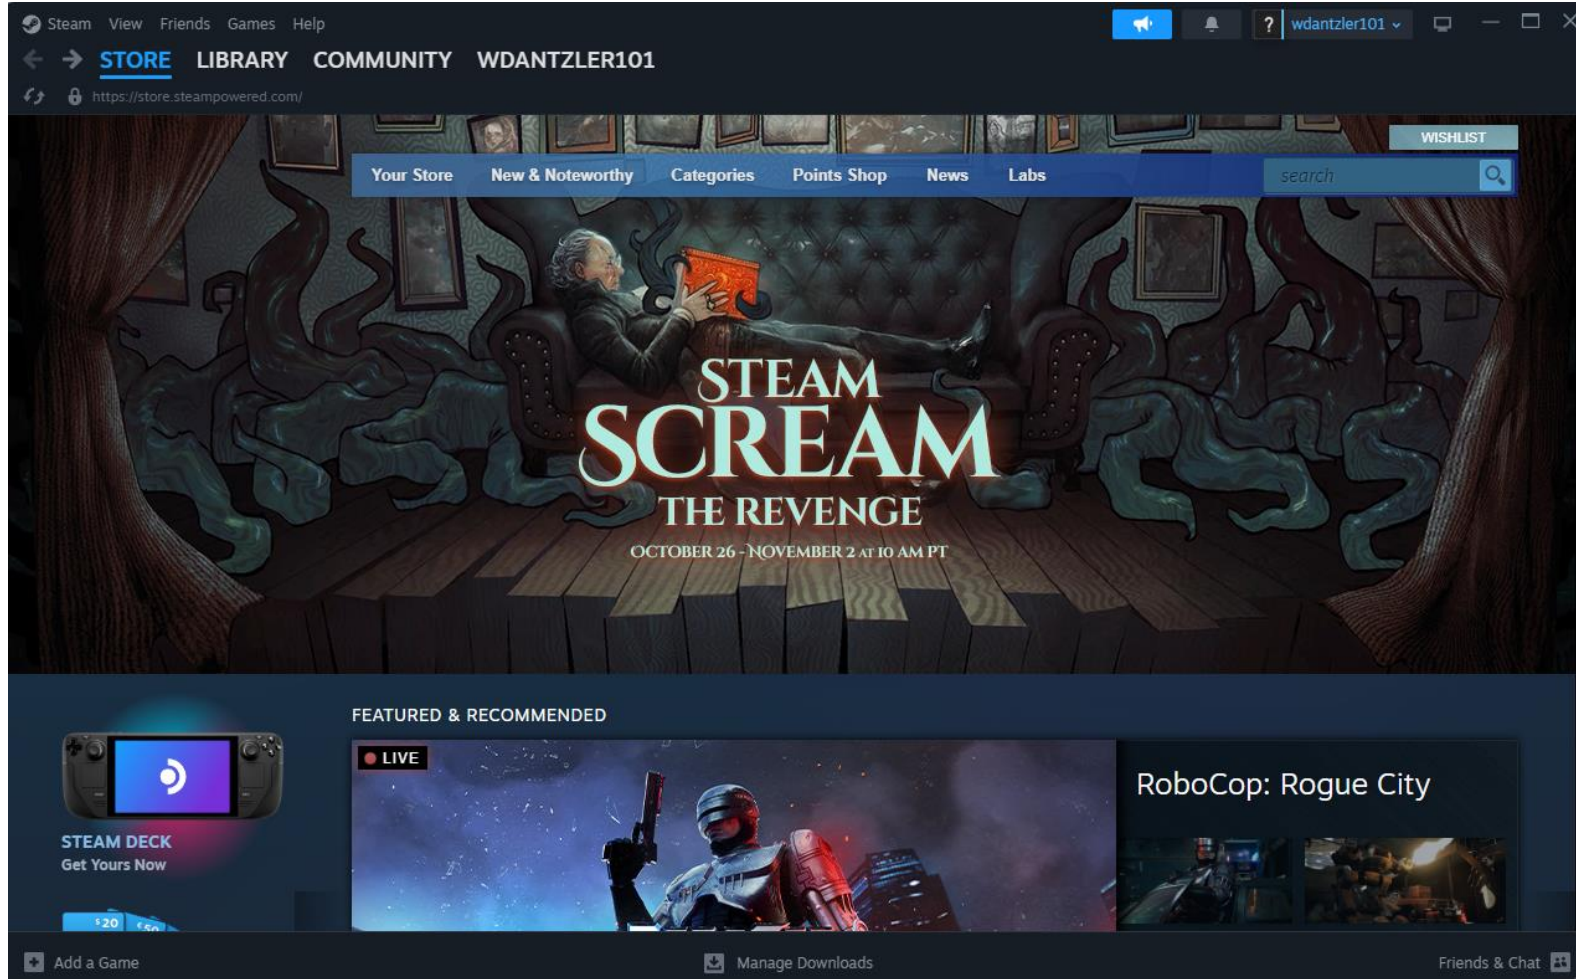 Steam View Friends Games Help
? wdantzler101
STORE LIBRARY COMMUNITY WDANTZLER101
https://store.steampowered.com/
WISHLIST
Your Store New & Noteworthy Categories Points Shop News Labs search
STEAM
SCREAM
THE REVENGE
OCTOBER 26 - NOVEMBER 2 AT 10 AM PT
FEATURED & RECOMMENDED
LIVE
RoboCop: Rogue City
STEAM DECK
Get Yours Now
$20 $50
Add a Game Manage Downloads Friends & Chat